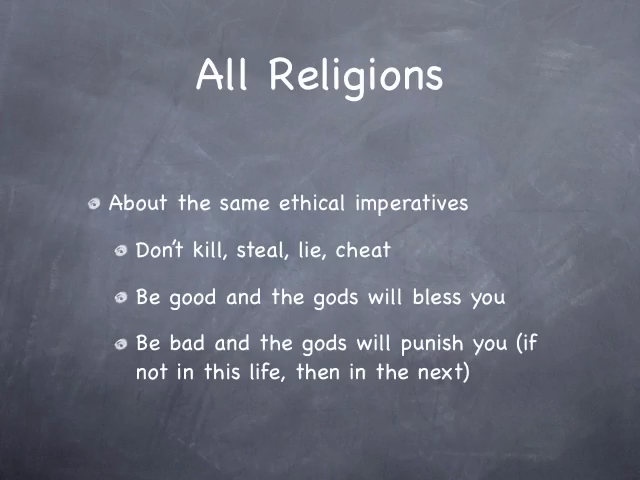 All Religions
About the same ethical imperatives
Don't kill, steal, lie, cheat
Be good and the gods will bless you
Be bad and the gods will punish you (if
not in this life, then in the next)